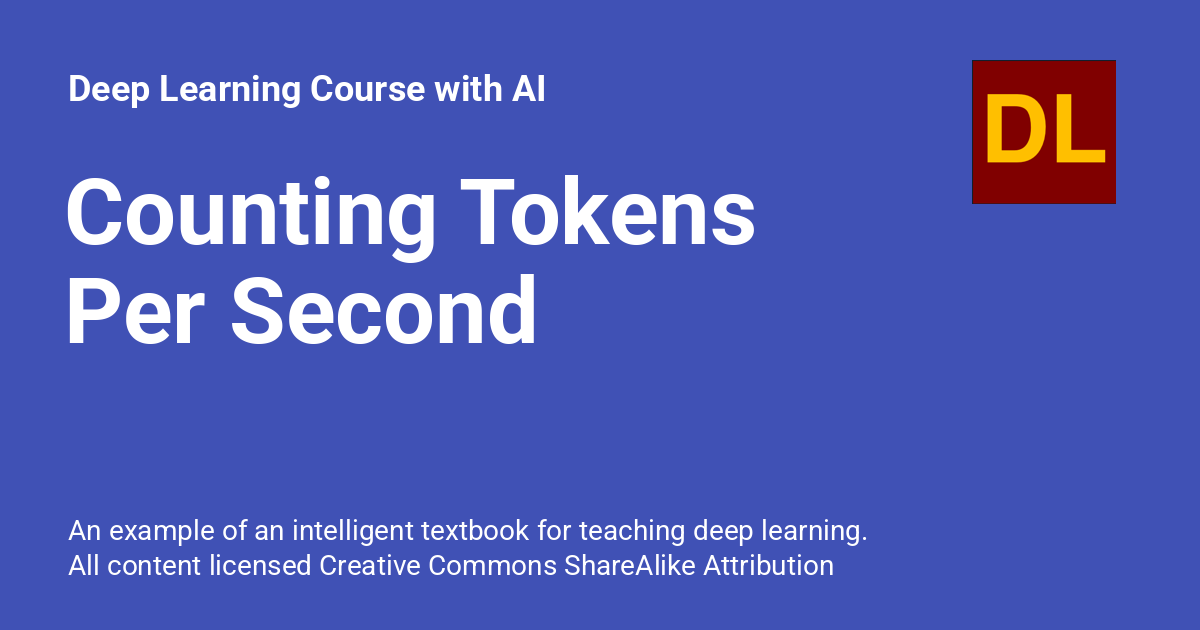 Deep Learning Course with AI
DL
Counting Tokens
Per Second
An example of an intelligent textbook for teaching deep learning.
All content licensed Creative Commons ShareAlike Attribution